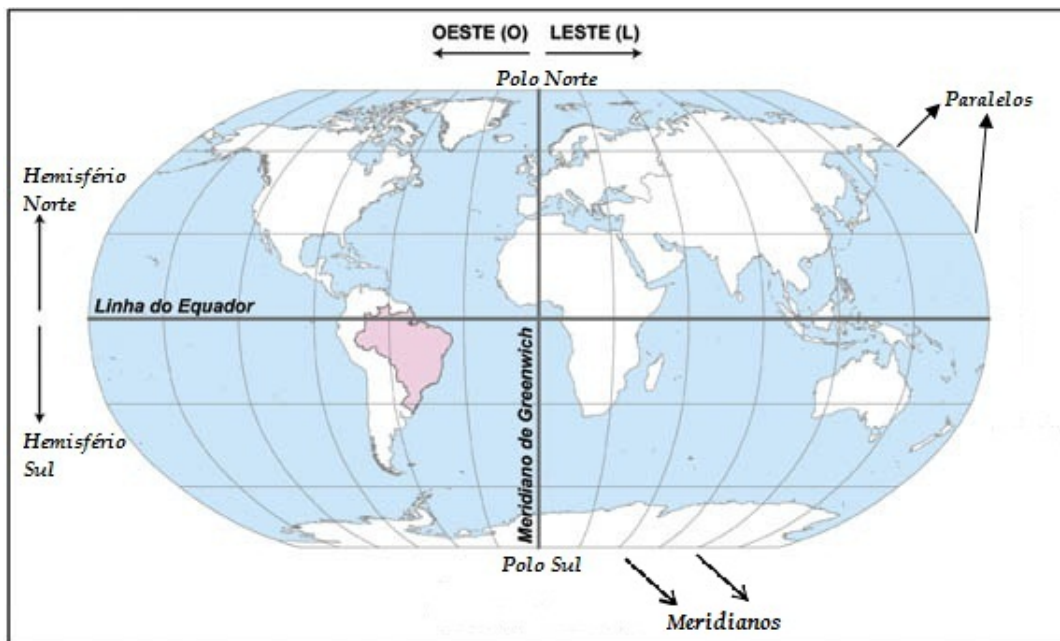 OESTE (O) LESTE (L)
Polo Norte
Paralelos
Hemisfério
Norte
Linha do Equador
Meridiano de Greenwich
Hemisfério
Sul
Polo Sul
Meridianos